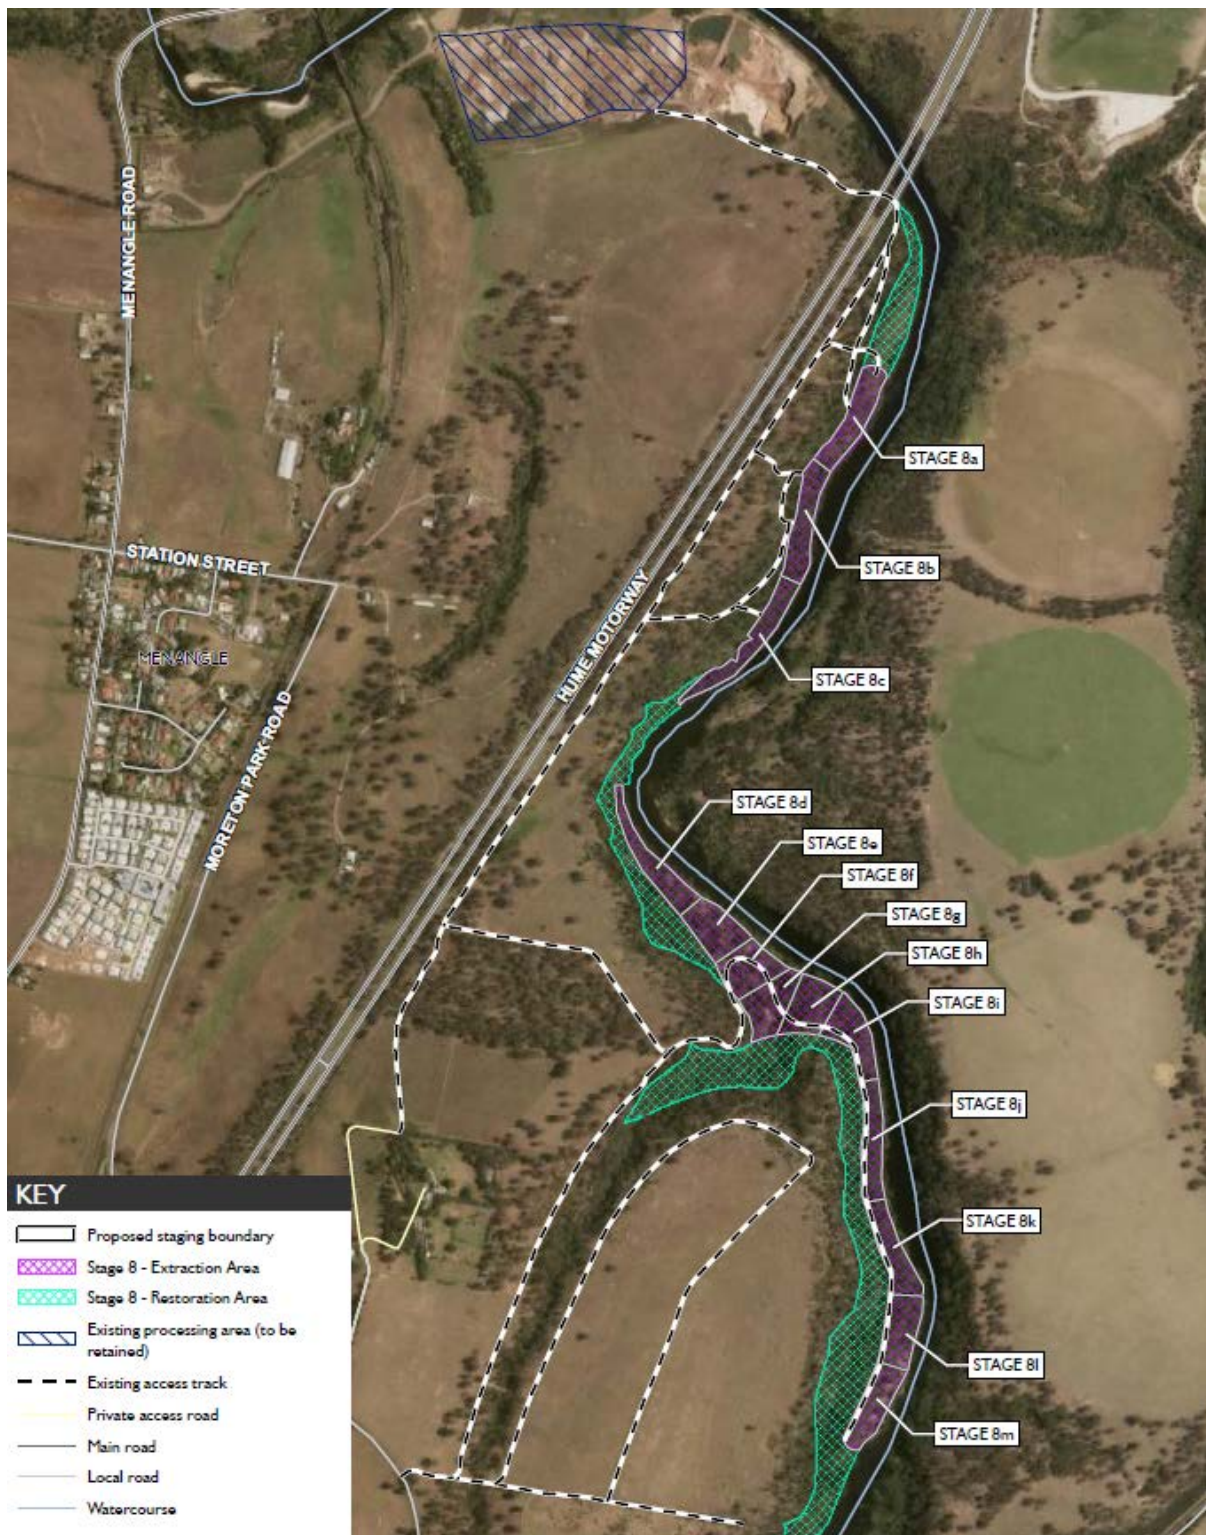 MENANGLE ROAD
STAGE 8a
STATION STREET
STAGE 8b
HUME MOTORWAY
MENANGLE
STAGE 8c
MORETON PARK ROAD
STAGE 8d
STAGE 8e
STAGE 8f
STAGE 8g
STAGE 8h
STAGE 8i
STAGE 8j
STAGE 8k
STAGE 8l
STAGE 8m
KEY
Proposed staging boundary
Stage 8 - Extraction Area
Stage 8 - Restoration Area
Existing processing area (to be
retained)
Existing access track
Private access road
Main road
Local road
Watercourse